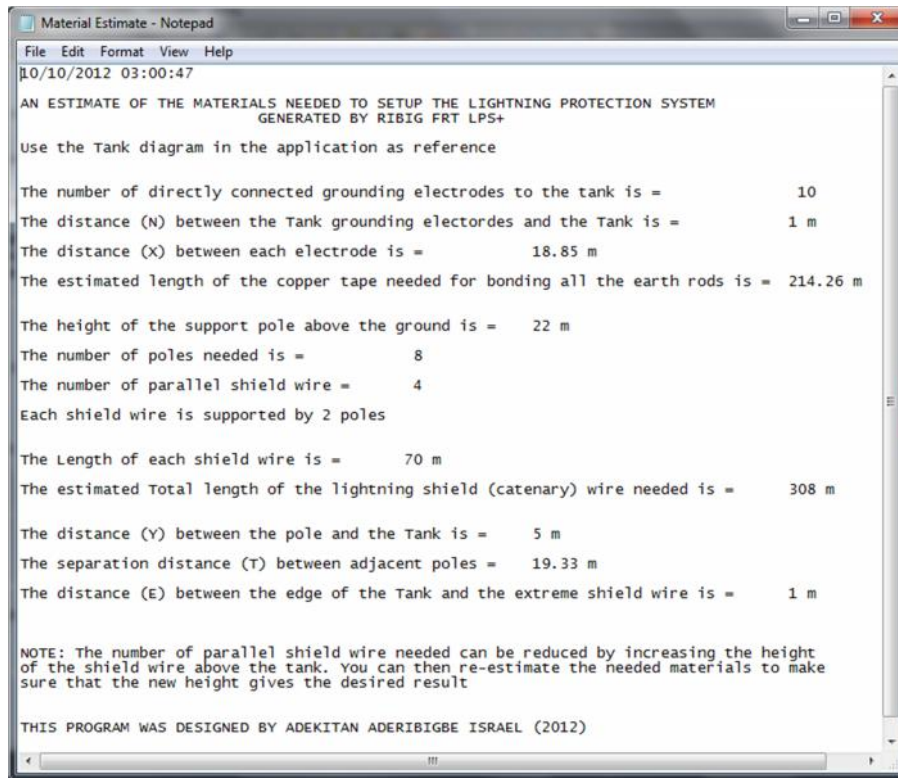 Material Estimate - Notepad
File Edit Format View Help
10/10/2012 03:00:47
AN ESTIMATE OF THE MATERIALS NEEDED TO SETUP THE LIGHTNING PROTECTION SYSTEM
GENERATED BY RIBIG FRT LPS+
Use the Tank diagram in the application as reference
The number of directly connected grounding electrodes to the tank is = 10
The distance (N) between the Tank grounding electordes and the Tank is = 1 m
The distance (X) between each electrode is = 18.85 m
The estimated length of the copper tape needed for bonding all the earth rods is = 214.26 m
The height of the support pole above the ground is = 22 m
The number of poles needed is = 8
The number of parallel shield wire = 4
Each shield wire is supported by 2 poles
The Length of each shield wire is = 70 m
The estimated Total length of the lightning shield (catenary) wire needed is = 308 m
The distance (Y) between the pole and the Tank is = 5 m
The separation distance (T) between adjacent poles = 19.33 m
The distance (E) between the edge of the Tank and the extreme shield wire is = 1 m
NOTE: The number of parallel shield wire needed can be reduced by increasing the height
of the shield wire above the tank. You can then re-estimate the needed materials to make
sure that the new height gives the desired result
THIS PROGRAM WAS DESIGNED BY ADEKITAN ADERIBIGBE ISRAEL (2012)